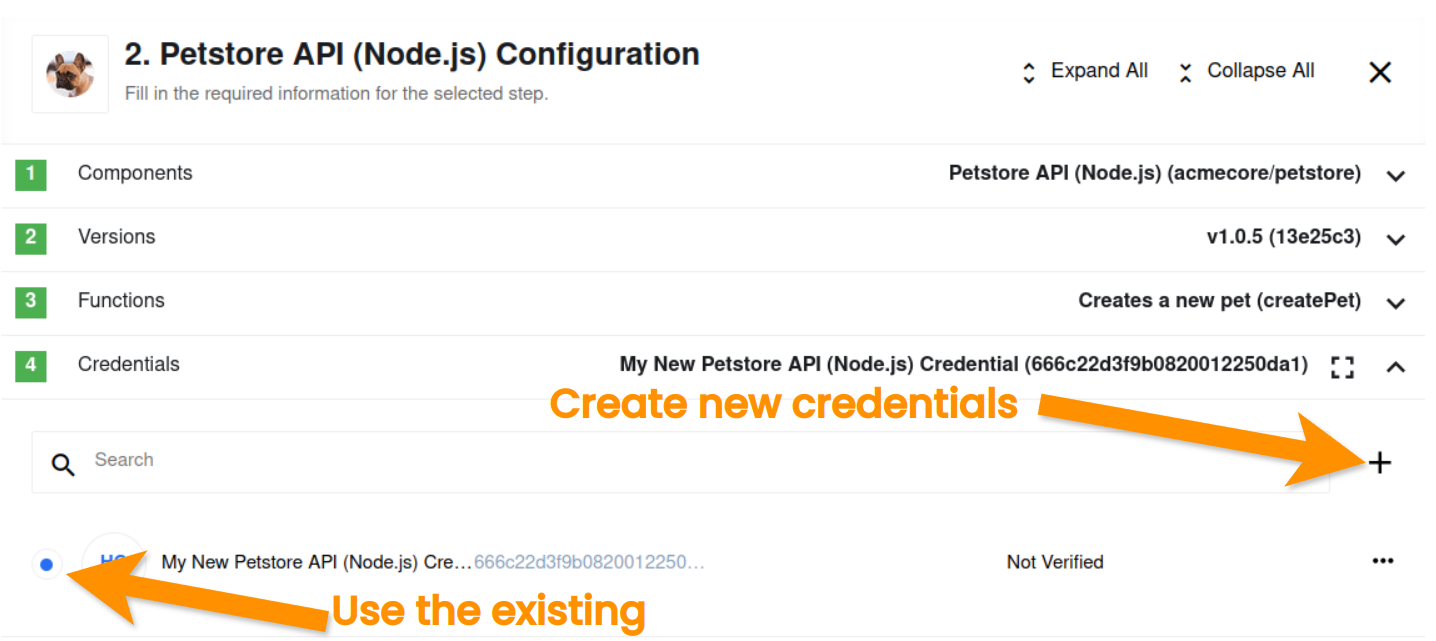 2. Petstore API (Node.js) Configuration
Fill in the required information for the selected step.
Expand All
Collapse All
1 Components Petstore API (Node.js) (acmecore/petstore)
2 Versions v1.0.5 (13e25c3)
3 Functions Creates a new pet (createPet)
4 Credentials My New Petstore API (Node.js) Credential (666c22d3f9b0820012250da1)
Create new credentials
Search
My New Petstore API (Node.js) Cre... 666c22d3f9b0820012250... Not Verified
Use the existing